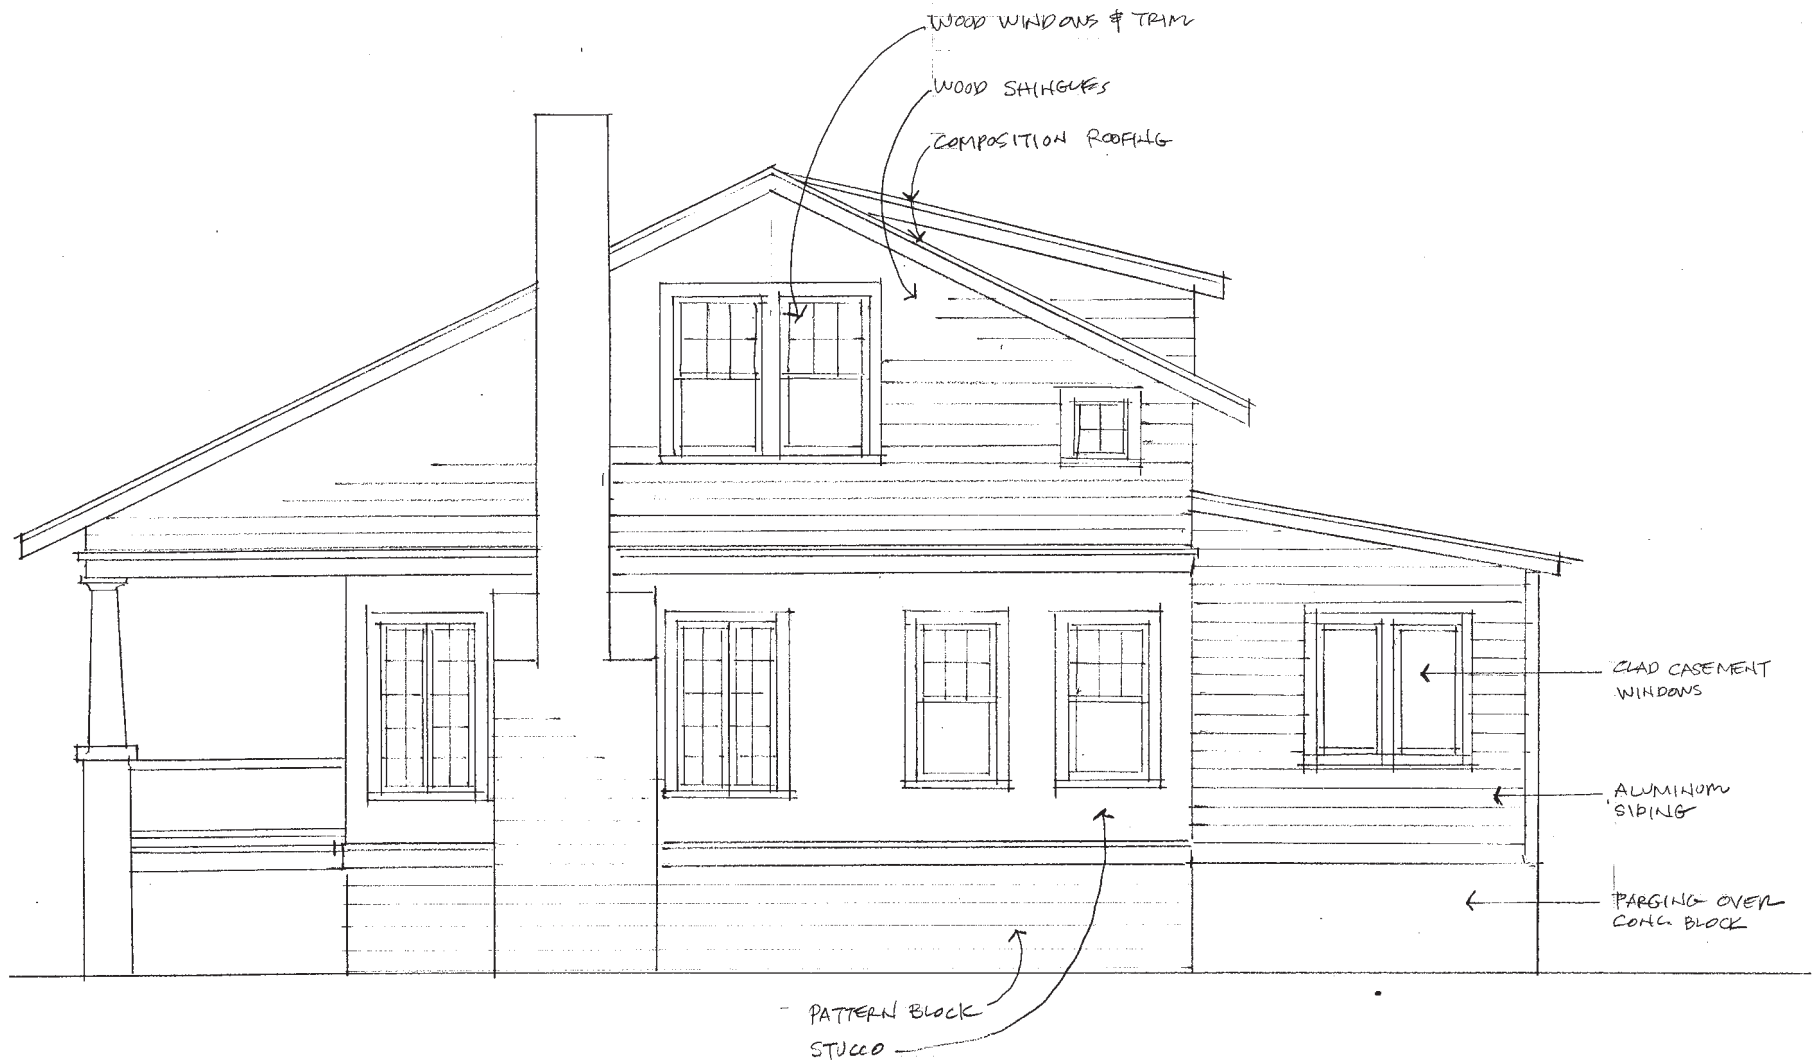 WOOD WINDOWS & TRIM
WOOD SHINGLES
COMPOSITION ROOFING
CLAD CASEMENT
WINDOWS
ALUMINUM
SIDING
PARGING OVER
CONC. BLOCK
PATTERN BLOCK
STUCCO